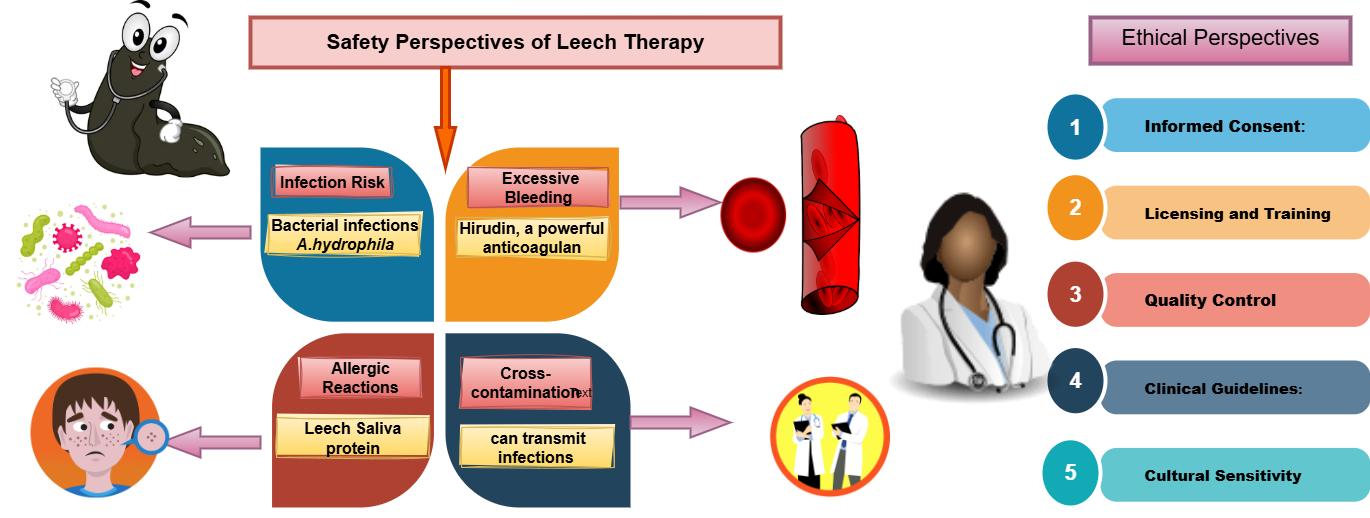 Safety Perspectives of Leech Therapy
Infection Risk
Bacterial infections
A.hydrophila
Excessive
Bleeding
Hirudin, a powerful
anticoagulan
Allergic
Reactions
Leech Saliva
protein
Cross-
contamination
Text
can transmit
infections
Ethical Perspectives
1
Informed Consent:
2
Licensing and Training
3
Quality Control
4
Clinical Guidelines:
5
Cultural Sensitivity